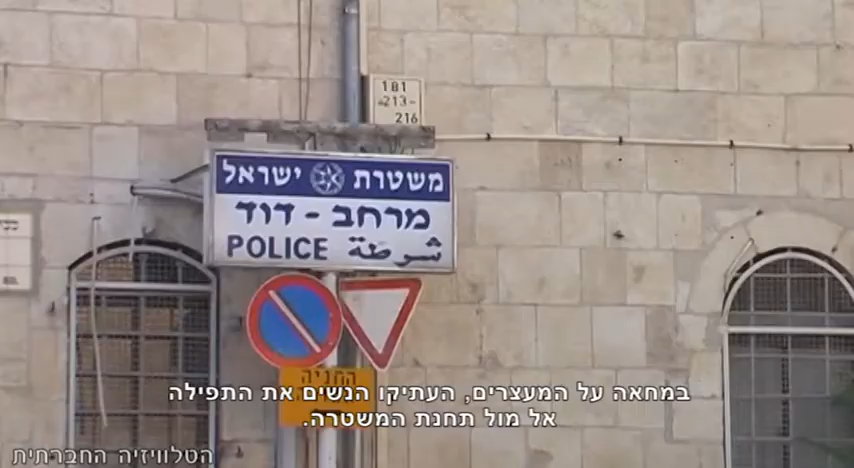 181
213-
216
משטרת ישראל
מרחב - דוד
POLICE شرطة
החניה
במחאה על המעצרים, העתיקו הנשים את התפילה
אל מול תחנת המשטרה.
הטלוויזיה החברתית